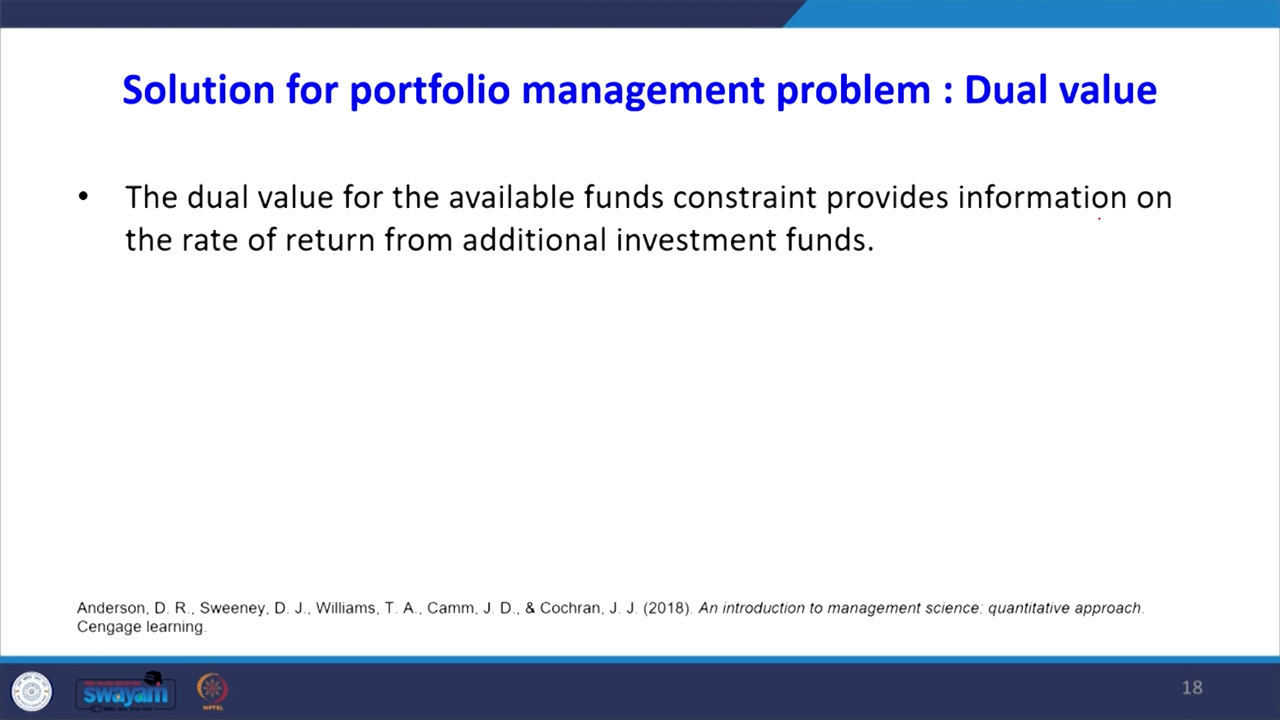 Solution for portfolio management problem : Dual value
• The dual value for the available funds constraint provides information on
the rate of return from additional investment funds.
Anderson, D. R., Sweeney, D. J., Williams, T. A., Camm, J. D., & Cochran, J. J. (2018). An introduction to management science: quantitative approach.
Cengage learning.
swayam
NPTEL
18